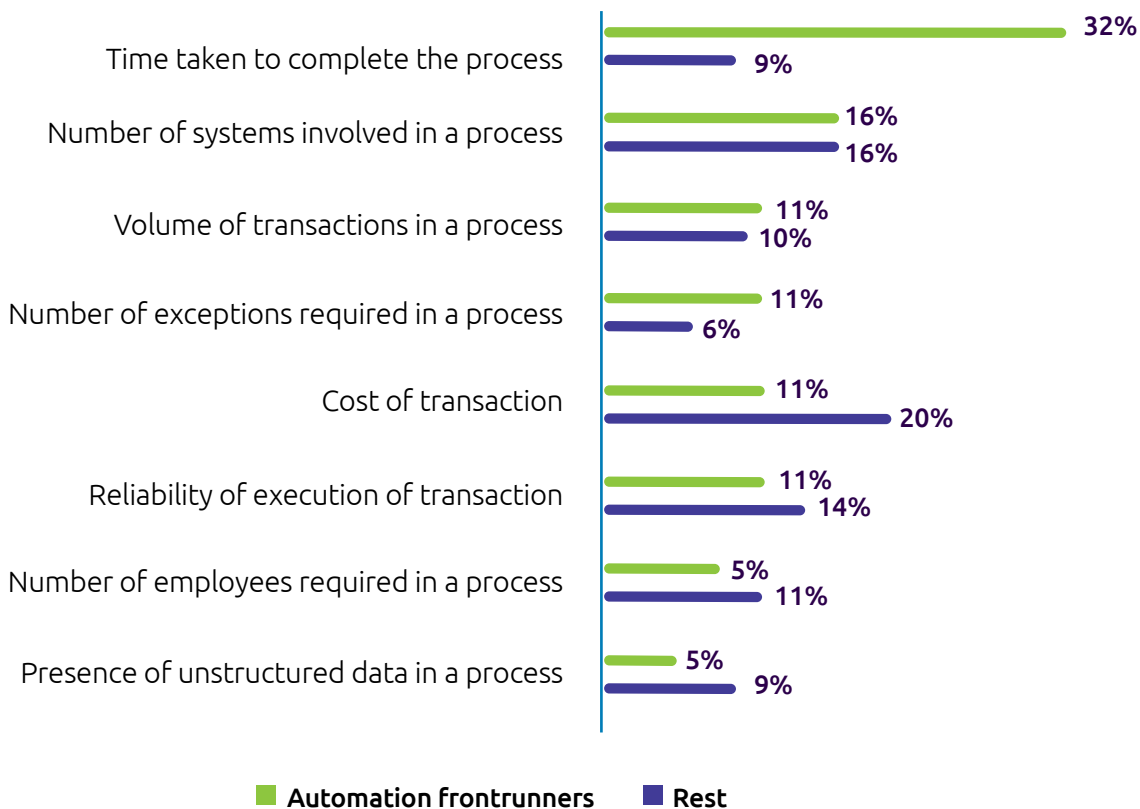 32%
Time taken to complete the process
9%
16%
Number of systems involved in a process
16%
11%
Volume of transactions in a process
10%
11%
Number of exceptions required in a process
6%
11%
Cost of transaction
20%
11%
Reliability of execution of transaction
14%
5%
Number of employees required in a process
11%
5%
Presence of unstructured data in a process
9%
Automation frontrunners
Rest